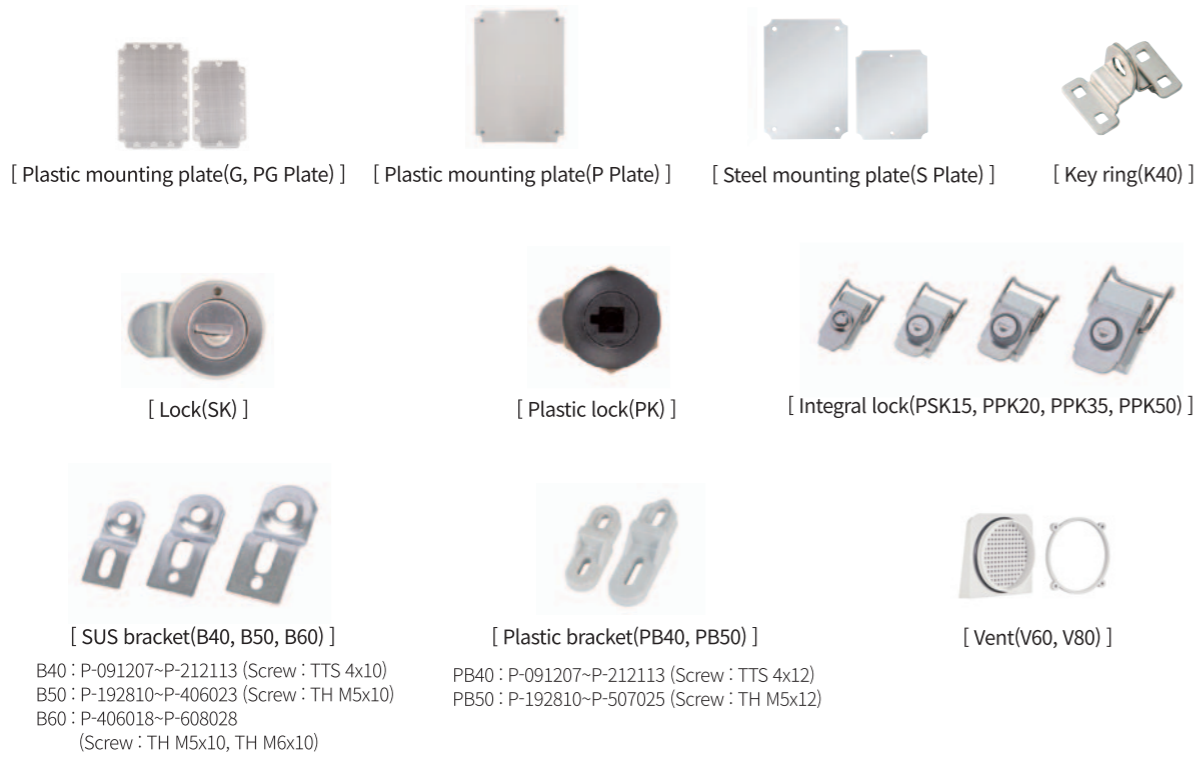 [ Plastic mounting plate(G, PG Plate) ]
[ Plastic mounting plate(P Plate) ]
[ Steel mounting plate(S Plate) ]
[ Key ring(K40) ]
[ Lock(SK) ]
[ Plastic lock(PK) ]
[ Integral lock(PSK15, PPK20, PPK35, PPK50) ]
[ SUS bracket(B40, B50, B60) ]
B40 : P-091207~P-212113 (Screw : TTS 4x10)
B50 : P-192810~P-406023 (Screw : TH M5x10)
B60 : P-406018~P-608028
(Screw : TH M5x10, TH M6x10)
[ Plastic bracket(PB40, PB50) ]
PB40 : P-091207~P-212113 (Screw : TTS 4x12)
PB50 : P-192810~P-507025 (Screw : TH M5x12)
[ Vent(V60, V80) ]